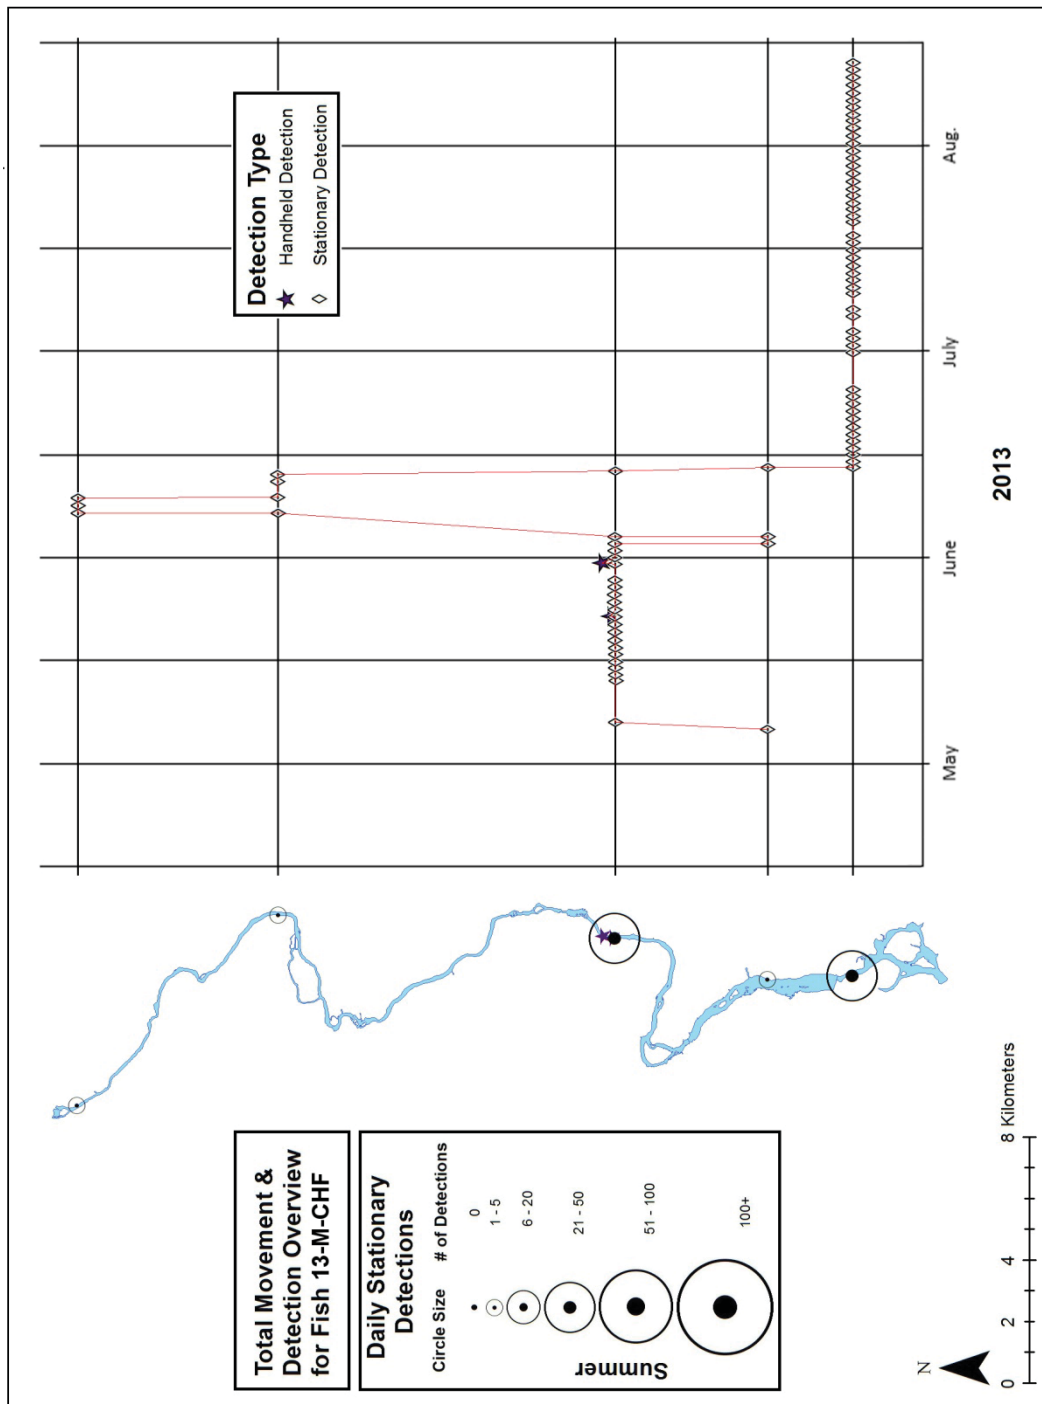 Total Movement &
Detection Overview
for Fish 13-M-CHF
Daily Stationary
Detections
Circle Size # of Detections
0
1 - 5
6 - 20
21 - 50
51 - 100
100+
Summer
N
0 2 4 8 Kilometers
Detection Type
Handheld Detection
Stationary Detection
May June July Aug.
2013